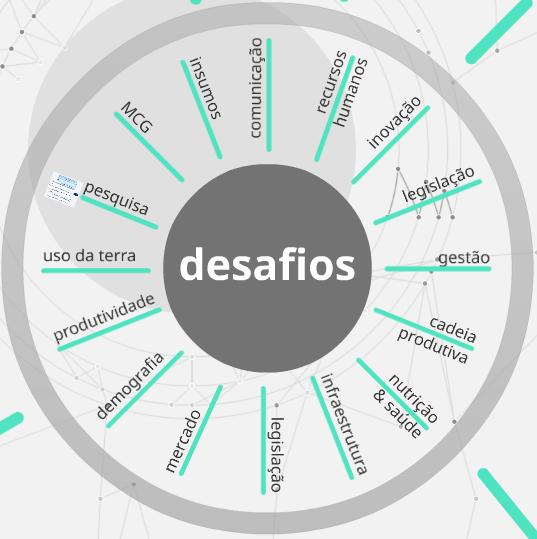 desafios
comunicação
recursos
humanos
inovação
legislação
gestão
cadeia
produtiva
nutrição
& saúde
infraestrutura
legislação
mercado
demografia
produtividade
uso da terra
pesquisa
MCG
insumos